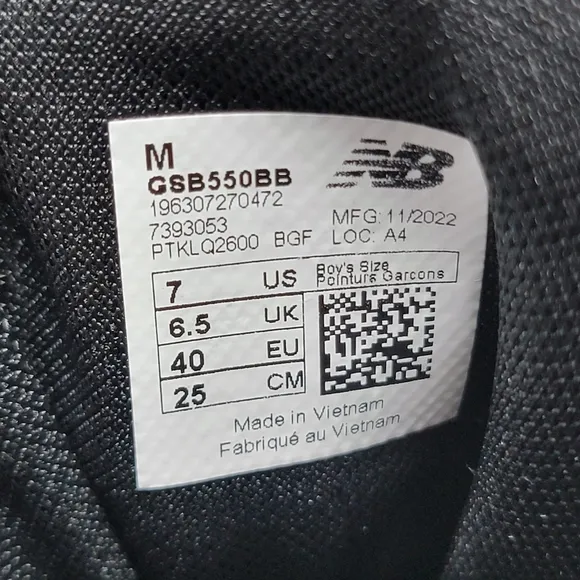 M
GSB550BB
196307270472
7393053
PTKLQ2600 BGF
NB
MFG: 11/2022
LOC: A4
7 US
Boy's Size
Pointure Garcons
6.5 UK
40 EU
25 CM
Made in Vietnam
Fabriqué au Vietnam